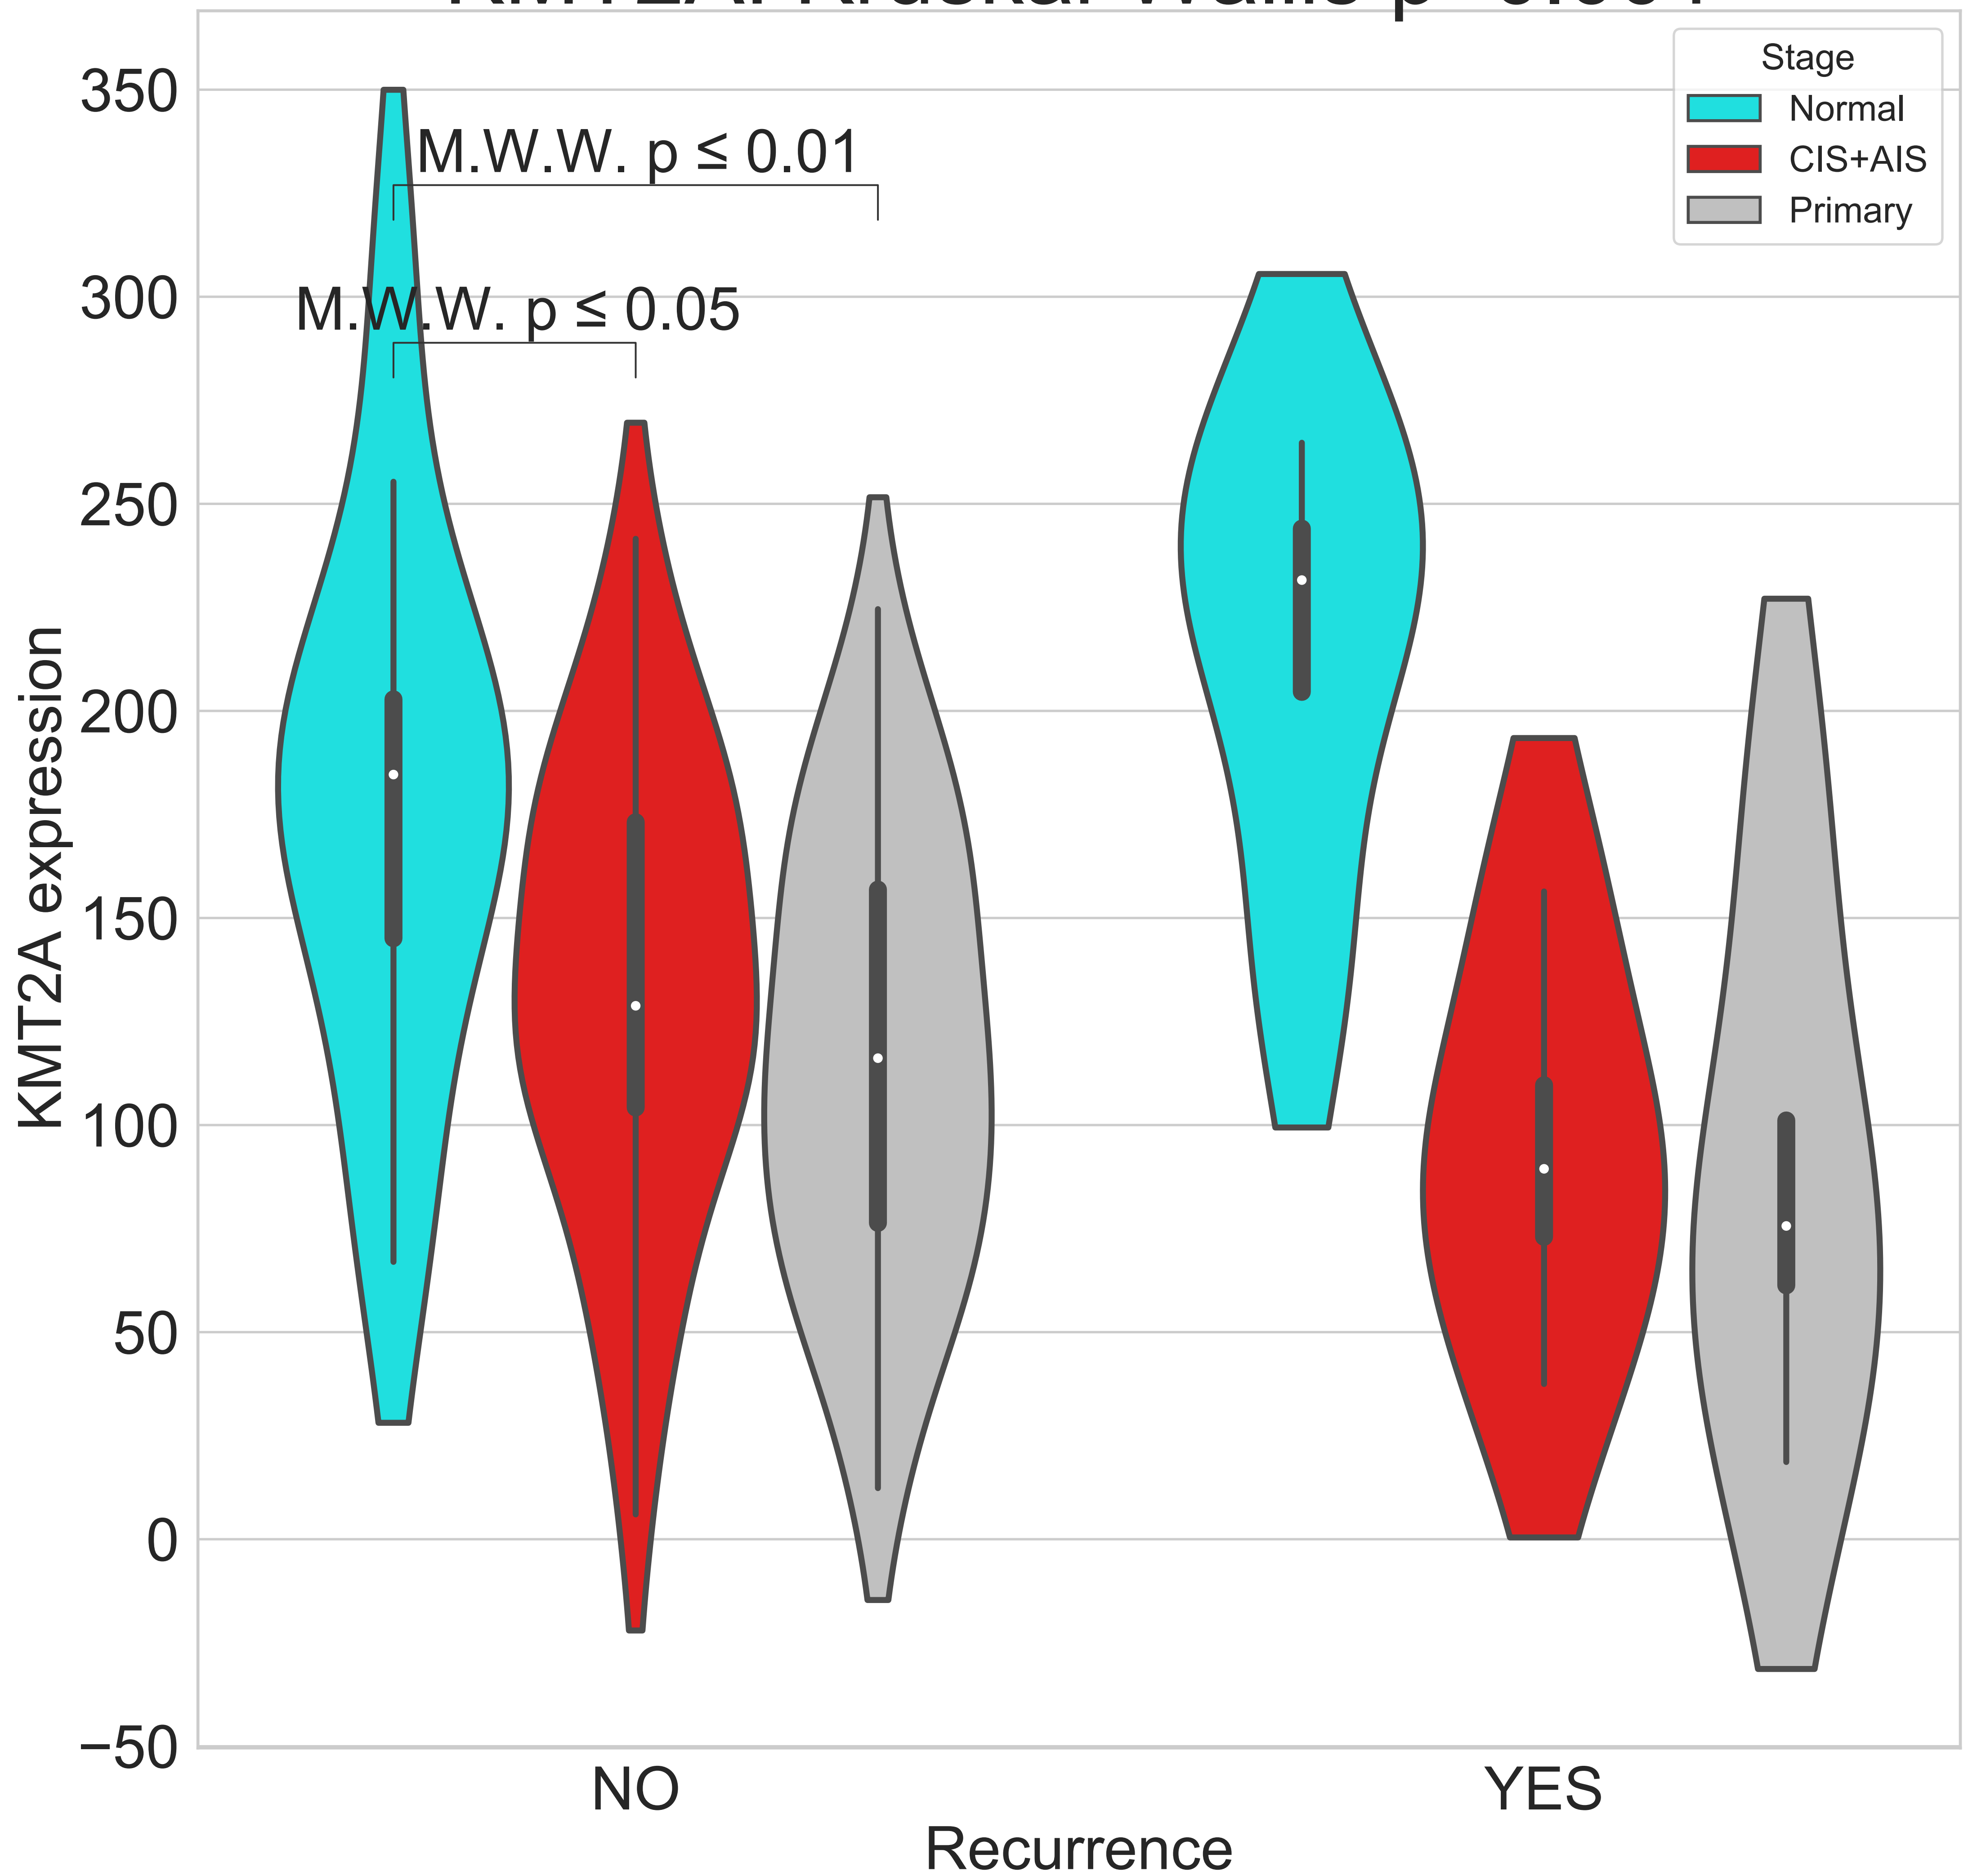 Stage
Normal
CIS+AIS
Primary
M.W.W. p ≤ 0.01
M.W.W. p ≤ 0.05
350
300
250
200
150
100
50
0
−50
KMT2A expression
NO
YES
Recurrence